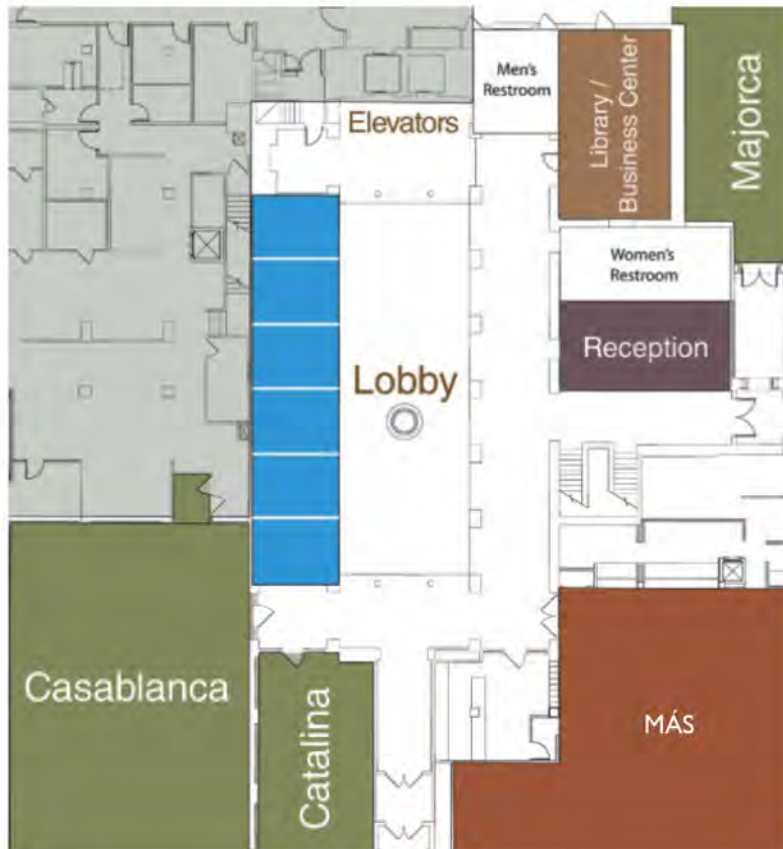 Men's
Restroom
Elevators
Library /
Business Center
Majorca
Women's
Restroom
Reception
Lobby
Casablanca
Catalina
MÁS